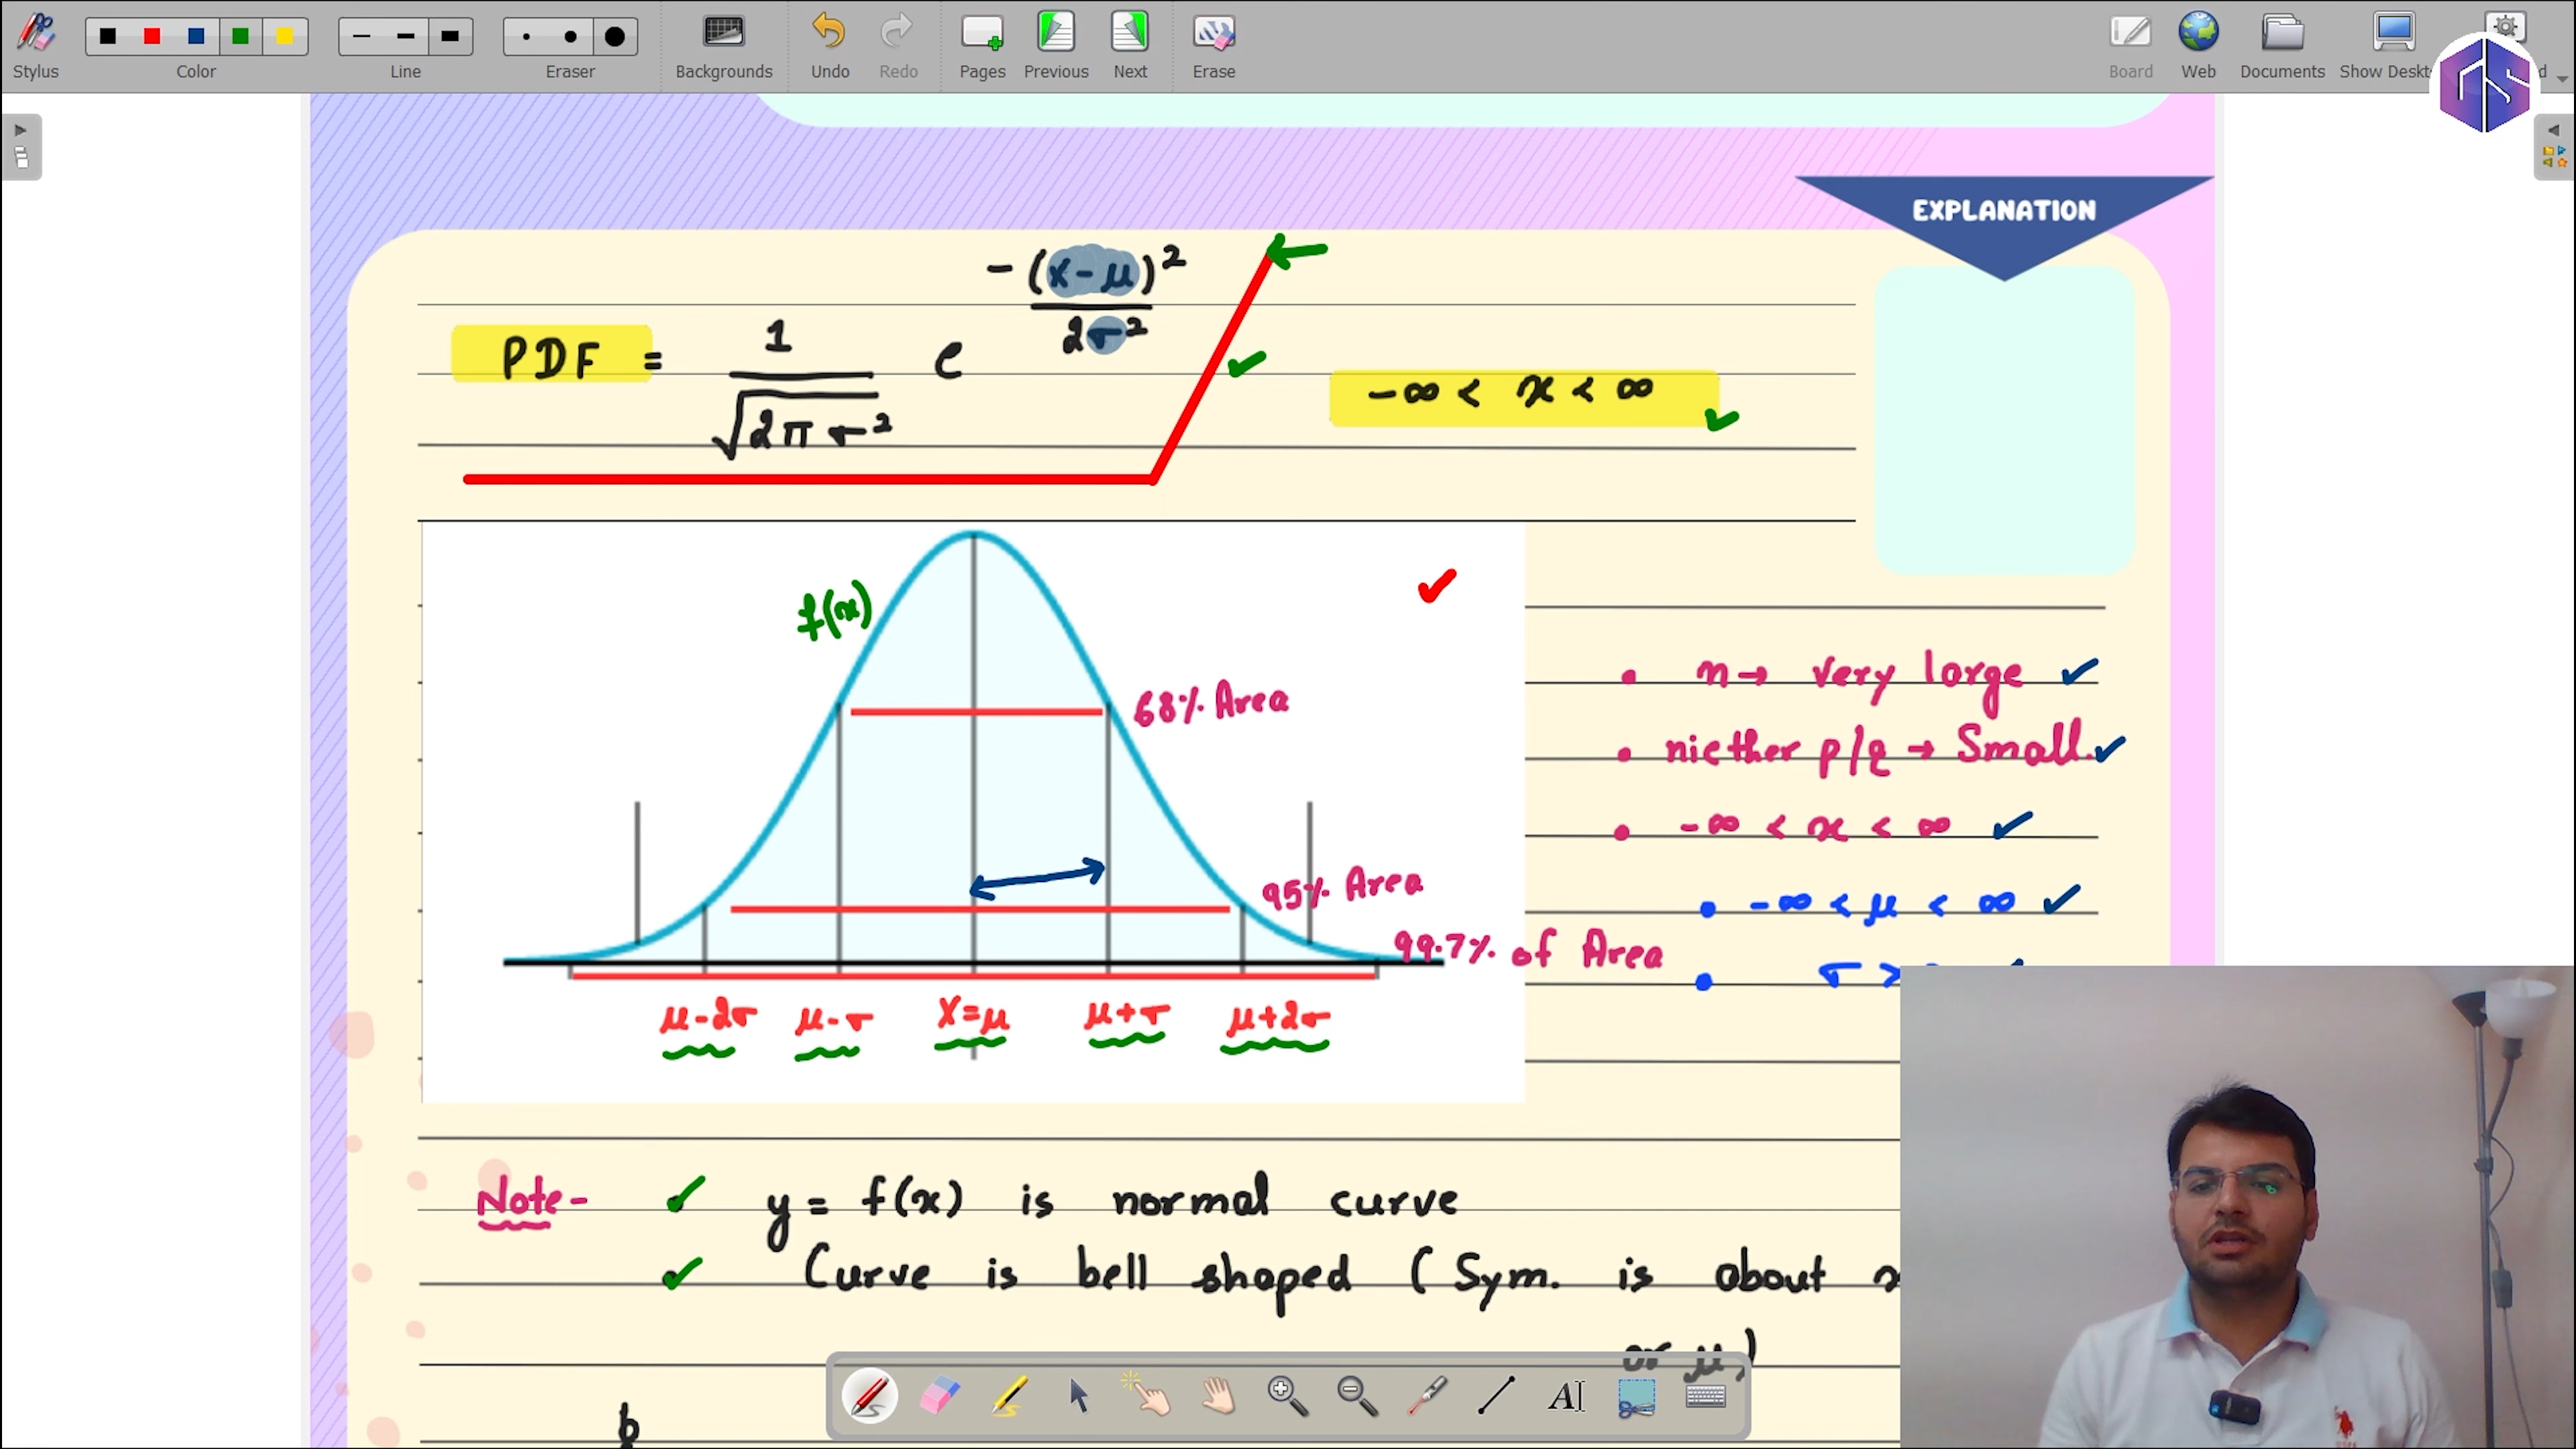 Stylus Color Line Eraser Backgrounds Undo Redo Pages Previous Next Erase Board Web Documents Show Deskt
EXPLANATION
PDF = 1/√2πσ² e -(x-μ)²/2σ²
-∞ < x < ∞
f(x)
68% Area
95% Area
99.7% of Area
μ-2σ μ-σ X=μ μ+σ μ+2σ
• n→ very large
• niether p/q → Small.
• -∞ < x < ∞
• -∞ < μ < ∞
• σ >
Note- y = f(x) is normal curve
Curve is bell shaped ( Sym. is about
or μ)